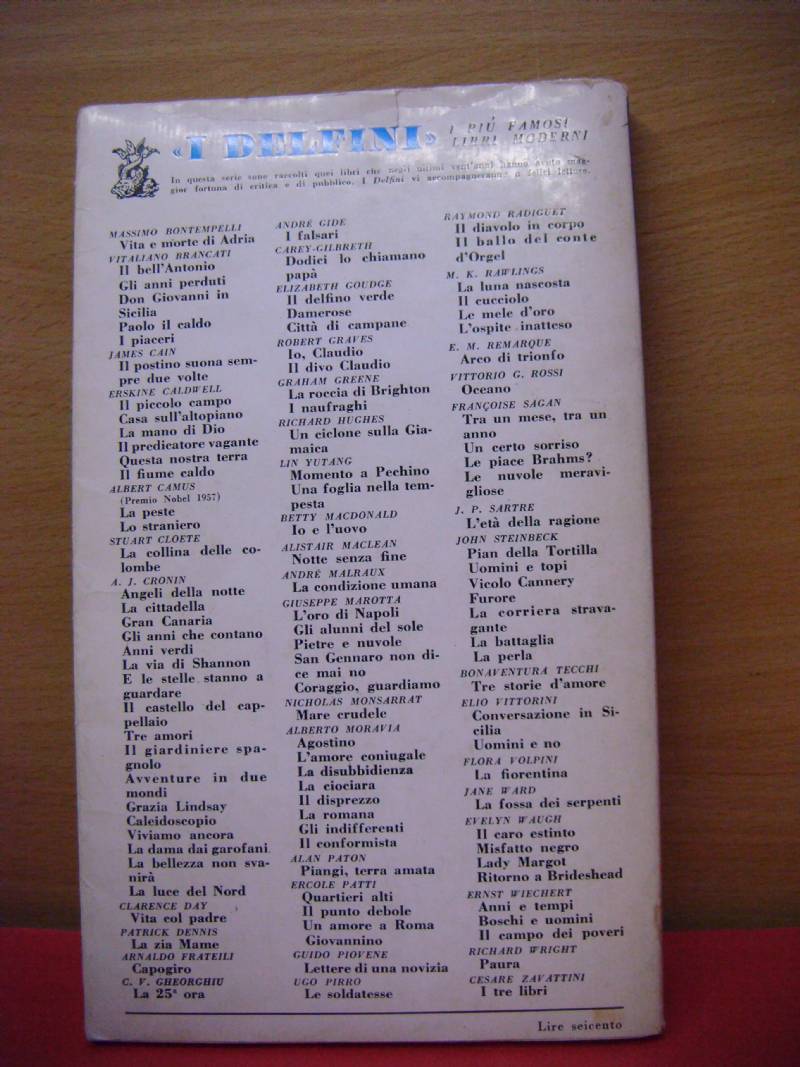 «I DELFINI»
I PIÚ FAMOSI
LIBRI MODERNI
In questa serie sono raccolti quei libri che negli ultimi vent'anni hanno avuto mag-
gior fortuna di critica e di pubblico. I Delfini vi accompagneranno a felici letture.
MASSIMO BONTEMPELLI
Vita e morte di Adria
VITALIANO BRANCATI
Il bell'Antonio
Gli anni perduti
Don Giovanni in
Sicilia
Paolo il caldo
I piaceri
JAMES CAIN
Il postino suona sem-
pre due volte
ERSKINE CALDWELL
Il piccolo campo
Casa sull'altopiano
La mano di Dio
Il predicatore vagante
Questa nostra terra
Il fiume caldo
ALBERT CAMUS
(Premio Nobel 1957)
La peste
Lo straniero
STUART CLOETE
La collina delle co-
lombe
A. J. CRONIN
Angeli della notte
La cittadella
Gran Canaria
Gli anni che contano
Anni verdi
La via di Shannon
E le stelle stanno a
guardare
Il castello del cap-
pellaio
Tre amori
Il giardiniere spa-
gnolo
Avventure in due
mondi
Grazia Lindsay
Caleidoscopio
Viviamo ancora
La dama dai garofani
La bellezza non sva-
nirà
La luce del Nord
CLARENCE DAY
Vita col padre
PATRICK DENNIS
La zia Mame
ARNALDO FRATEILI
Capogiro
C. V. GHEORGHIU
La 25ª ora
ANDRÉ GIDE
I falsari
CAREY-GILBRETH
Dodici lo chiamano
papà
ELIZABETH GOUDGE
Il delfino verde
Damerose
Città di campane
ROBERT GRAVES
Io, Claudio
Il divo Claudio
GRAHAM GREENE
La roccia di Brighton
I naufraghi
RICHARD HUGHES
Un ciclone sulla Gia-
maica
LIN YUTANG
Momento a Pechino
Una foglia nella tem-
pesta
BETTY MACDONALD
Io e l'uovo
ALISTAIR MACLEAN
Notte senza fine
ANDRÉ MALRAUX
La condizione umana
GIUSEPPE MAROTTA
L'oro di Napoli
Gli alunni del sole
Pietre e nuvole
San Gennaro non di-
ce mai no
Coraggio, guardiamo
NICHOLAS MONSARRAT
Mare crudele
ALBERTO MORAVIA
Agostino
L'amore coniugale
La disubbidienza
La ciociara
Il disprezzo
La romana
Gli indifferenti
Il conformista
ALAN PATON
Piangi, terra amata
ERCOLE PATTI
Quartieri alti
Il punto debole
Un amore a Roma
Giovannino
GUIDO PIOVENE
Lettere di una novizia
UGO PIRRO
Le soldatesse
RAYMOND RADIGUET
Il diavolo in corpo
Il ballo del conte
d'Orgel
M. K. RAWLINGS
La luna nascosta
Il cucciolo
Le mele d'oro
L'ospite inatteso
E. M. REMARQUE
Arco di trionfo
VITTORIO G. ROSSI
Oceano
FRANÇOISE SAGAN
Tra un mese, tra un
anno
Un certo sorriso
Le piace Brahms?
Le nuvole meravi-
gliose
J. P. SARTRE
L'età della ragione
JOHN STEINBECK
Pian della Tortilla
Uomini e topi
Vicolo Cannery
Furore
La corriera strava-
gante
La battaglia
La perla
BONAVENTURA TECCHI
Tre storie d'amore
ELIO VITTORINI
Conversazione in Si-
cilia
Uomini e no
FLORA VOLPINI
La fiorentina
JANE WARD
La fossa dei serpenti
EVELYN WAUGH
Il caro estinto
Misfatto negro
Lady Margot
Ritorno a Brideshead
ERNST WIECHERT
Anni e tempi
Boschi e uomini
Il campo dei poveri
RICHARD WRIGHT
Paura
CESARE ZAVATTINI
I tre libri
Lire seicento